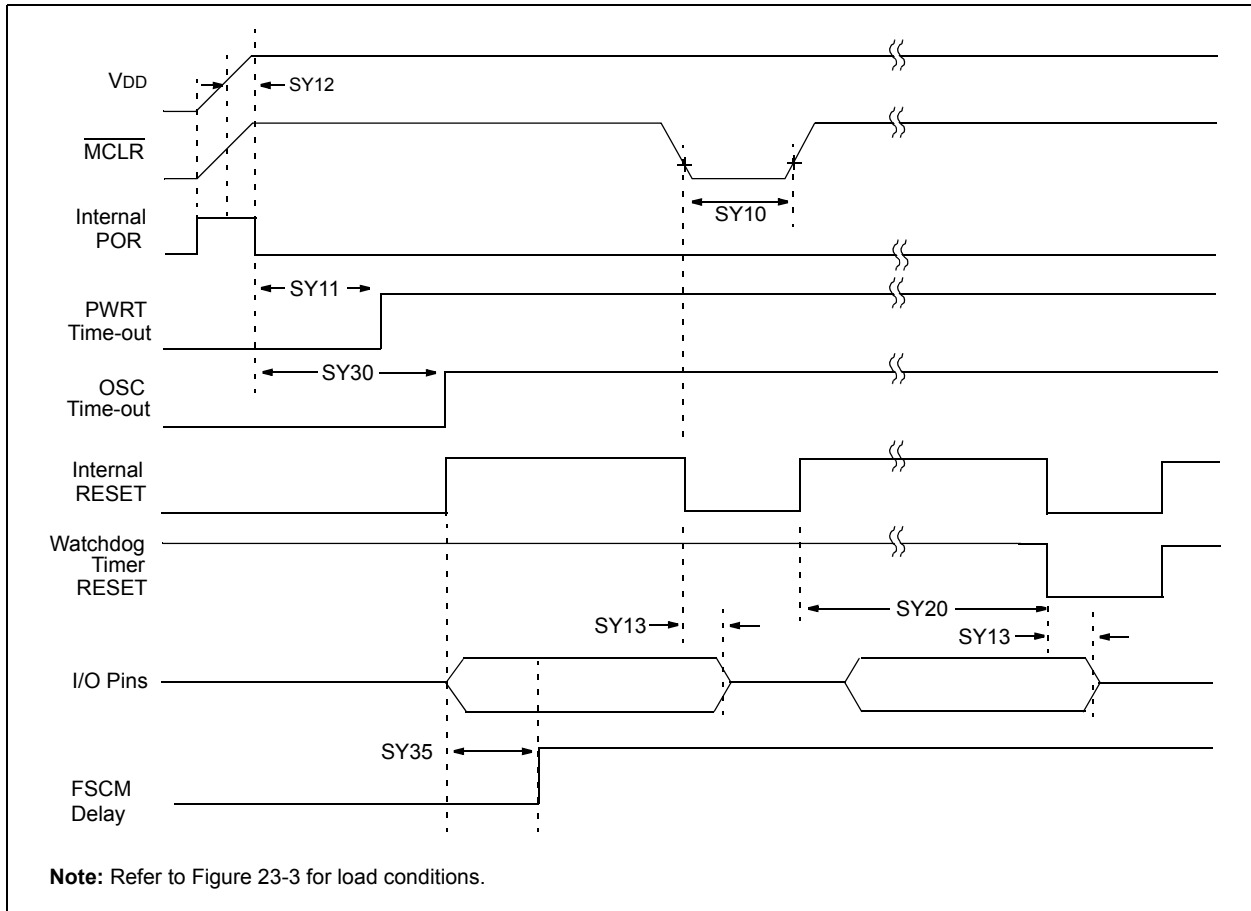 VDD
SY12
MCLR
SY10
Internal
POR
SY11
PWRT
Time-out
SY30
OSC
Time-out
Internal
RESET
Watchdog
Timer
RESET
SY20
SY13
SY13
I/O Pins
SY35
FSCM
Delay
Note: Refer to Figure 23-3 for load conditions.